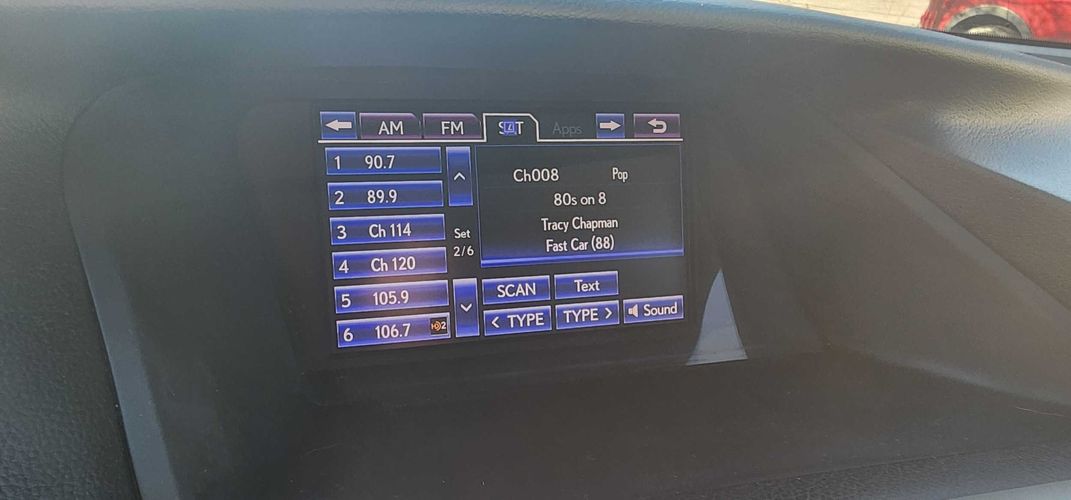 AM FM SAT Apps
1 90.7
2 89.9
3 Ch 114
4 Ch 120
5 105.9
6 106.7 HD2
Set
2/6
Ch008 Pop
80s on 8
Tracy Chapman
Fast Car (88)
SCAN Text
< TYPE TYPE > Sound